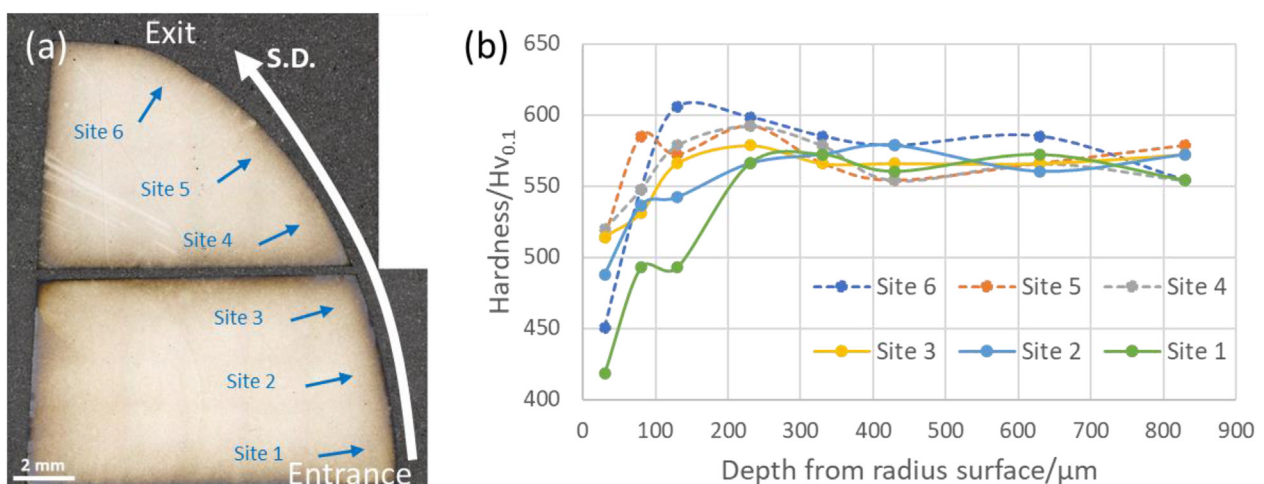 (a)
Exit
S.D.
Site 6
Site 5
Site 4
Site 3
Site 2
Site 1
2 mm
Entrance
(b)
650
600
550
500
450
400
Hardness/Hv0.1
0 100 200 300 400 500 600 700 800 900
Depth from radius surface/μm
Site 6 Site 5 Site 4
Site 3 Site 2 Site 1